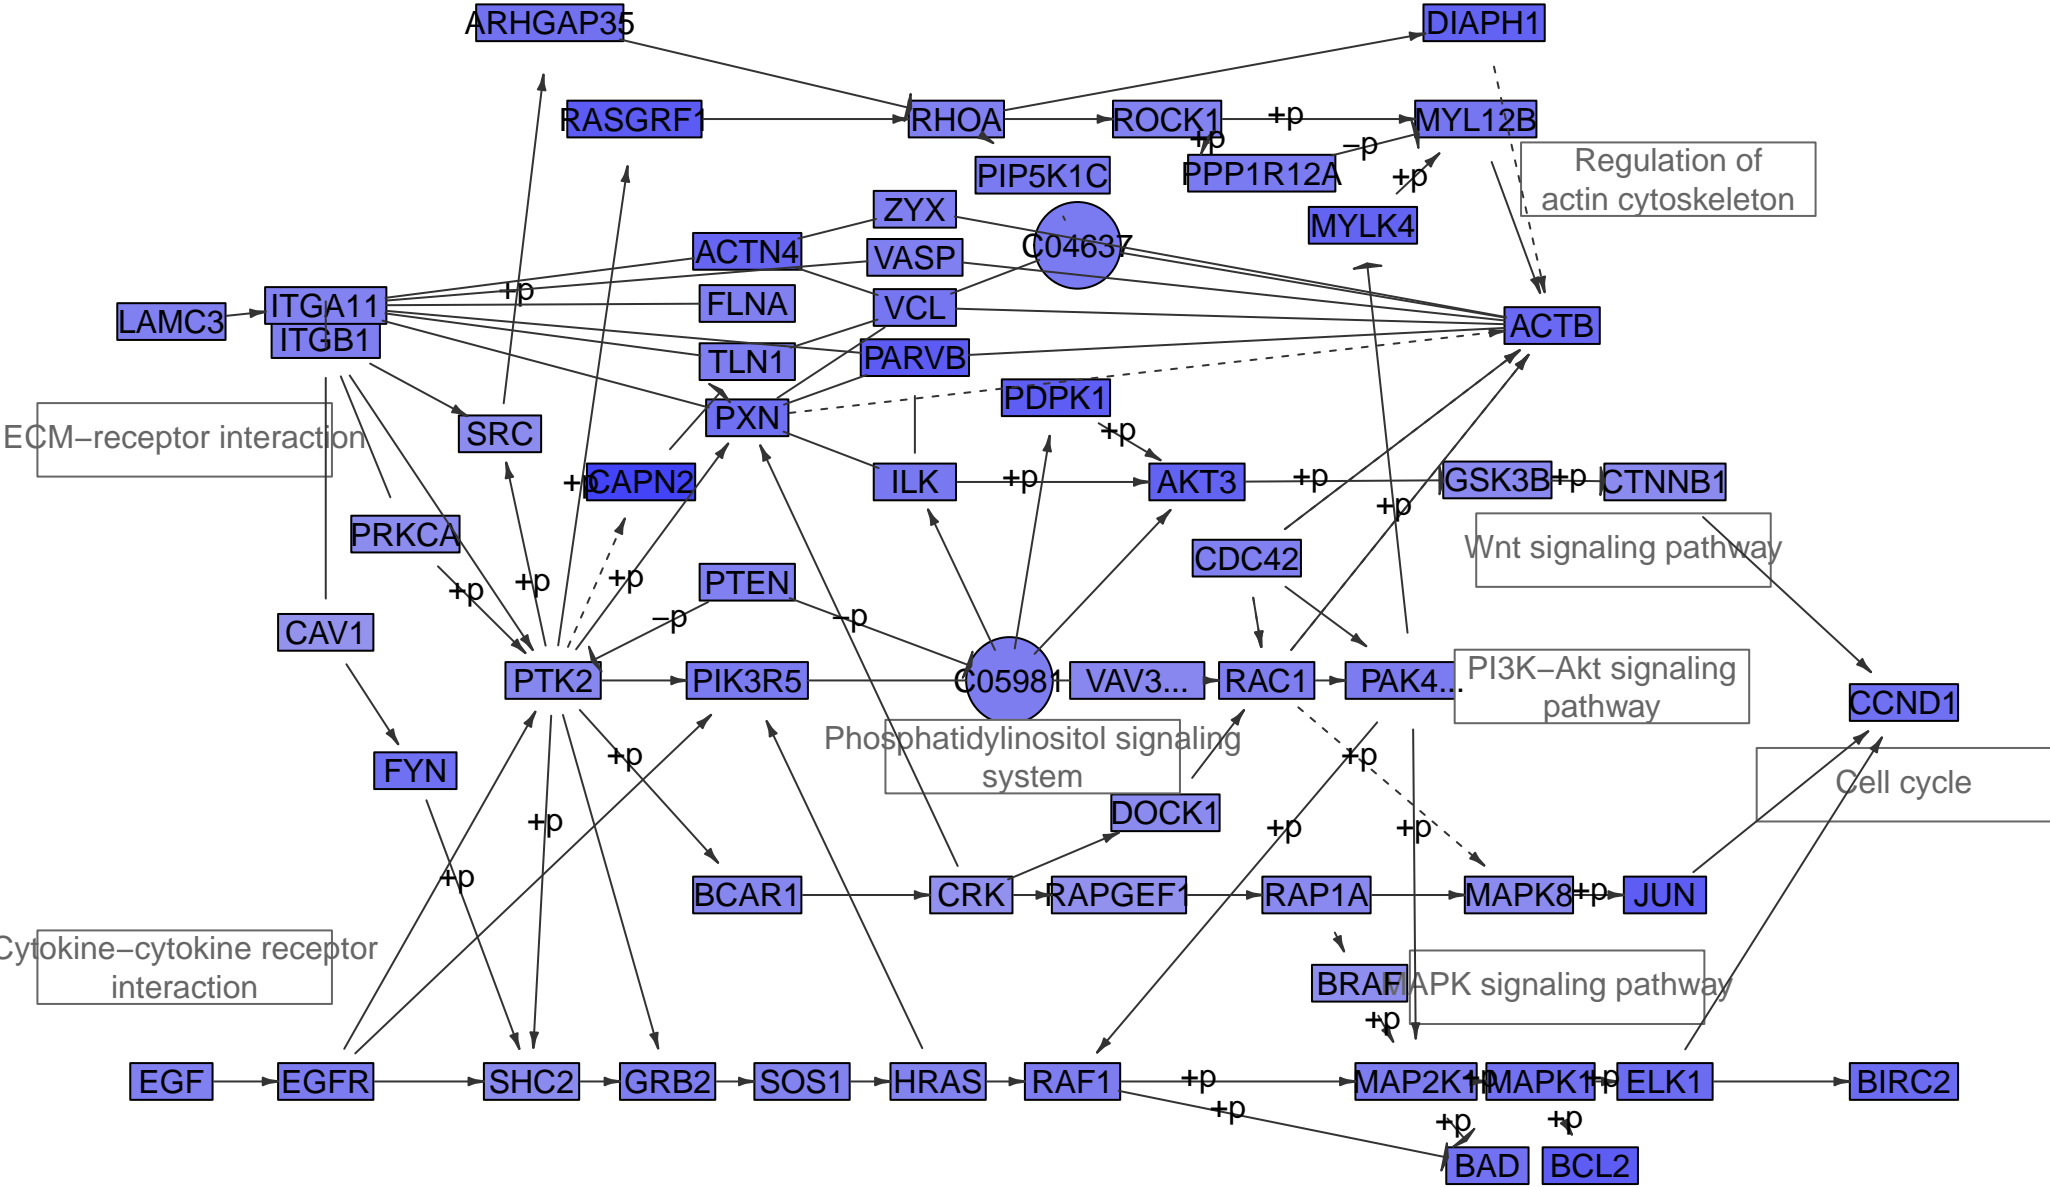 ARHGAP35
DIAPH1
RASGRF1
RHOA
ROCK1
+p
MYL12B
+p
–p
PIP5K1C
PPP1R12A
+p
Regulation of
actin cytoskeleton
ZYX
MYLK4
ACTN4
VASP
C04637
+p
LAMC3
ITGA11
FLNA
VCL
ITGB1
ACTB
TLN1
PARVB
PDPK1
PXN
ECM–receptor interaction
SRC
+p
+p
CAPN2
ILK
+p
AKT3
+p
GSK3B
+p
CTNNB1
+p
PRKCA
Wnt signaling pathway
CDC42
+p
+p
+p
PTEN
–p
–p
CAV1
PTK2
PIK3R5
C05981
VAV3...
RAC1
PAK4...
PI3K–Akt signaling
pathway
CCND1
Phosphatidylinositol signaling
system
+p
+p
FYN
Cell cycle
DOCK1
+p
+p
+p
+p
BCAR1
CRK
RAPGEF1
RAP1A
MAPK8
+p
JUN
Cytokine–cytokine receptor
interaction
BRAF
MAPK signaling pathway
+p
EGF
EGFR
SHC2
GRB2
SOS1
HRAS
RAF1
+p
MAP2K1
+p
MAPK1
+p
ELK1
BIRC2
+p
+p
+p
BAD
BCL2